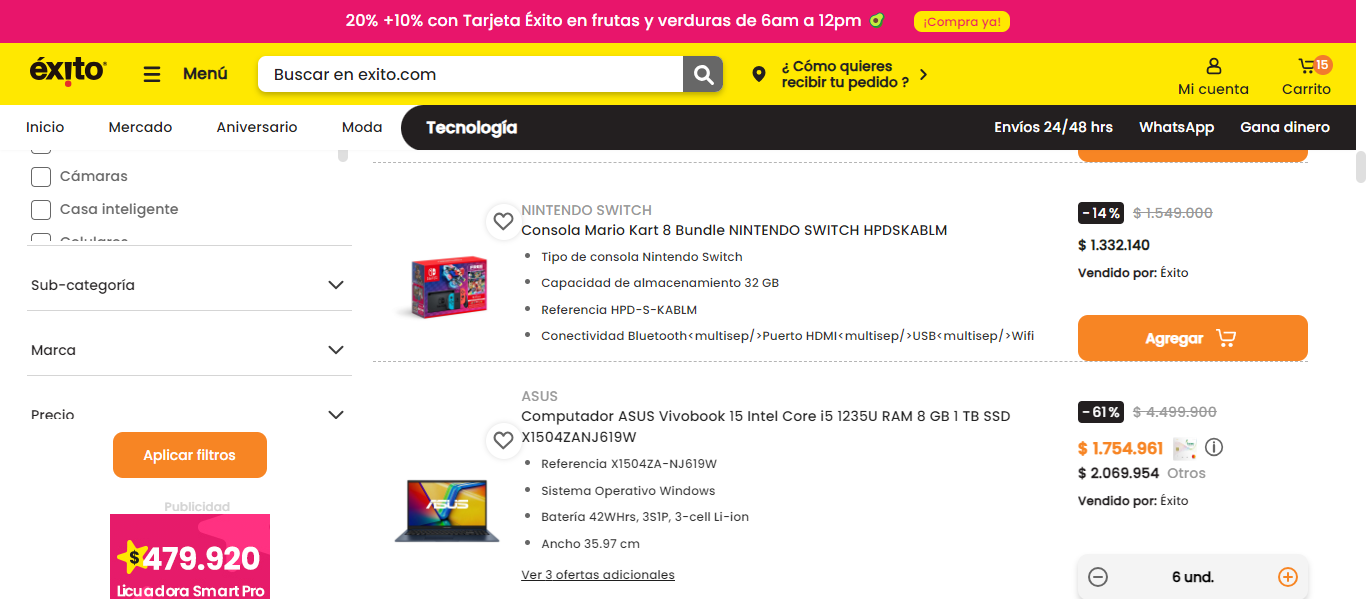 20% +10% con Tarjeta Éxito en frutas y verduras de 6am a 12pm
¡Compra ya!
éxito
Menú
Buscar en exito.com
¿ Cómo quieres
recibir tu pedido ?
Mi cuenta
15
Carrito
Inicio
Mercado
Aniversario
Moda
Tecnología
Envíos 24/48 hrs
WhatsApp
Gana dinero
Cámaras
Casa inteligente
Celulares
Sub-categoría
Marca
Precio
Aplicar filtros
Publicidad
$479.920
Licuadora Smart Pro
NINTENDO SWITCH
Consola Mario Kart 8 Bundle NINTENDO SWITCH HPDSKABLM
Tipo de consola Nintendo Switch
Capacidad de almacenamiento 32 GB
Referencia HPD-S-KABLM
Conectividad Bluetooth<multisep/>Puerto HDMI<multisep/>USB<multisep/>Wifi
-14% $ 1.549.000
$ 1.332.140
Vendido por: Éxito
Agregar
ASUS
Computador ASUS Vivobook 15 Intel Core i5 1235U RAM 8 GB 1 TB SSD
X1504ZANJ619W
Referencia X1504ZA-NJ619W
Sistema Operativo Windows
Batería 42WHrs, 3S1P, 3-cell Li-ion
Ancho 35.97 cm
Ver 3 ofertas adicionales
ASUS
-61% $ 4.499.900
$ 1.754.961
$ 2.069.954 Otros
Vendido por: Éxito
6 und.